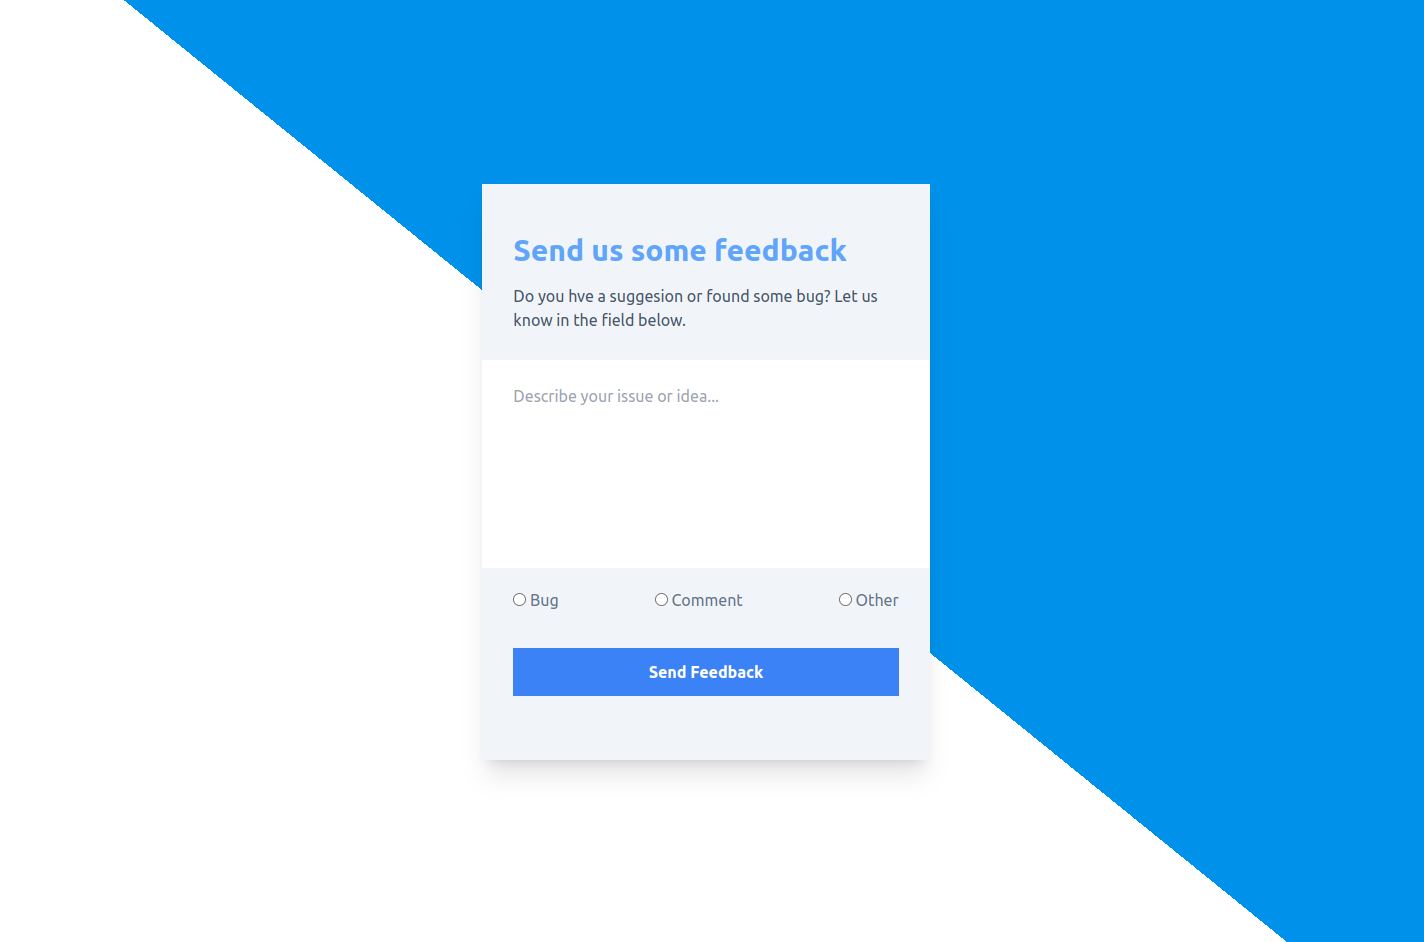 Send us some feedback
Do you hve a suggesion or found some bug? Let us
know in the field below.
Describe your issue or idea...
Bug Comment Other
Send Feedback